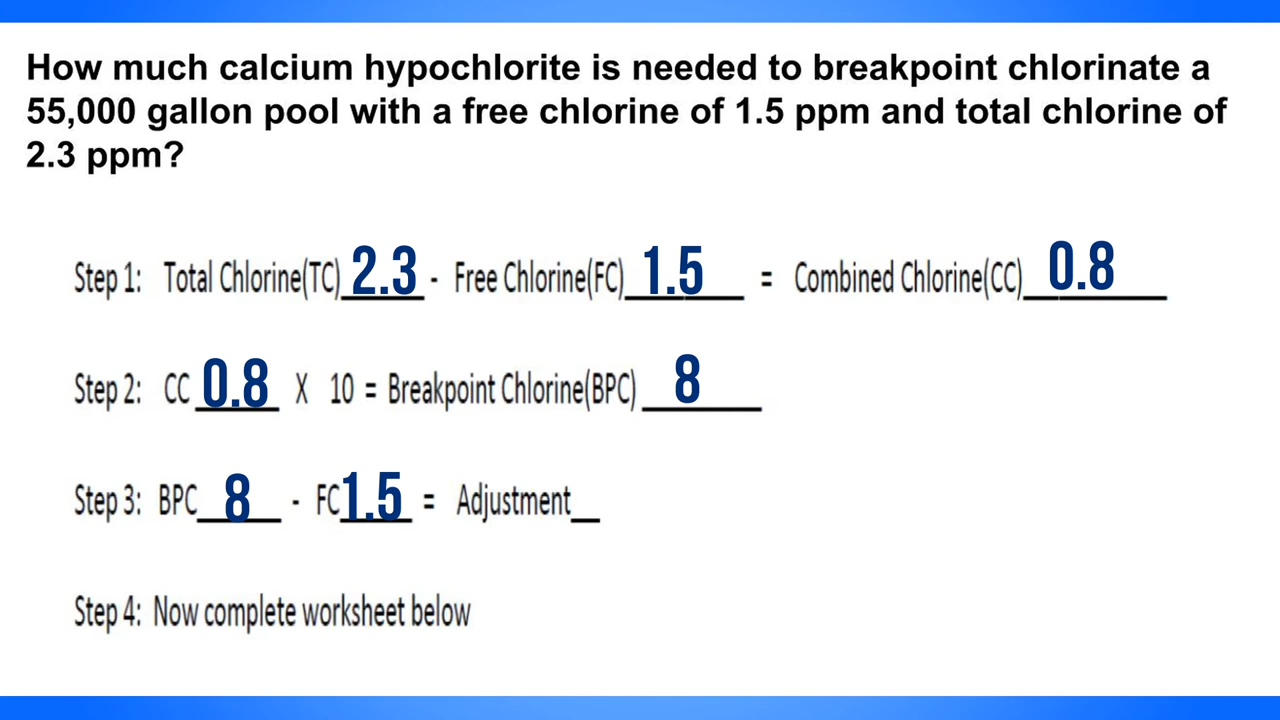 How much calcium hypochlorite is needed to breakpoint chlorinate a
55,000 gallon pool with a free chlorine of 1.5 ppm and total chlorine of
2.3 ppm?
Step 1: Total Chlorine(TC) 2.3 - Free Chlorine(FC) 1.5 = Combined Chlorine(CC) 0.8
Step 2: CC 0.8 X 10 = Breakpoint Chlorine(BPC) 8
Step 3: BPC 8 - FC 1.5 = Adjustment__
Step 4: Now complete worksheet below